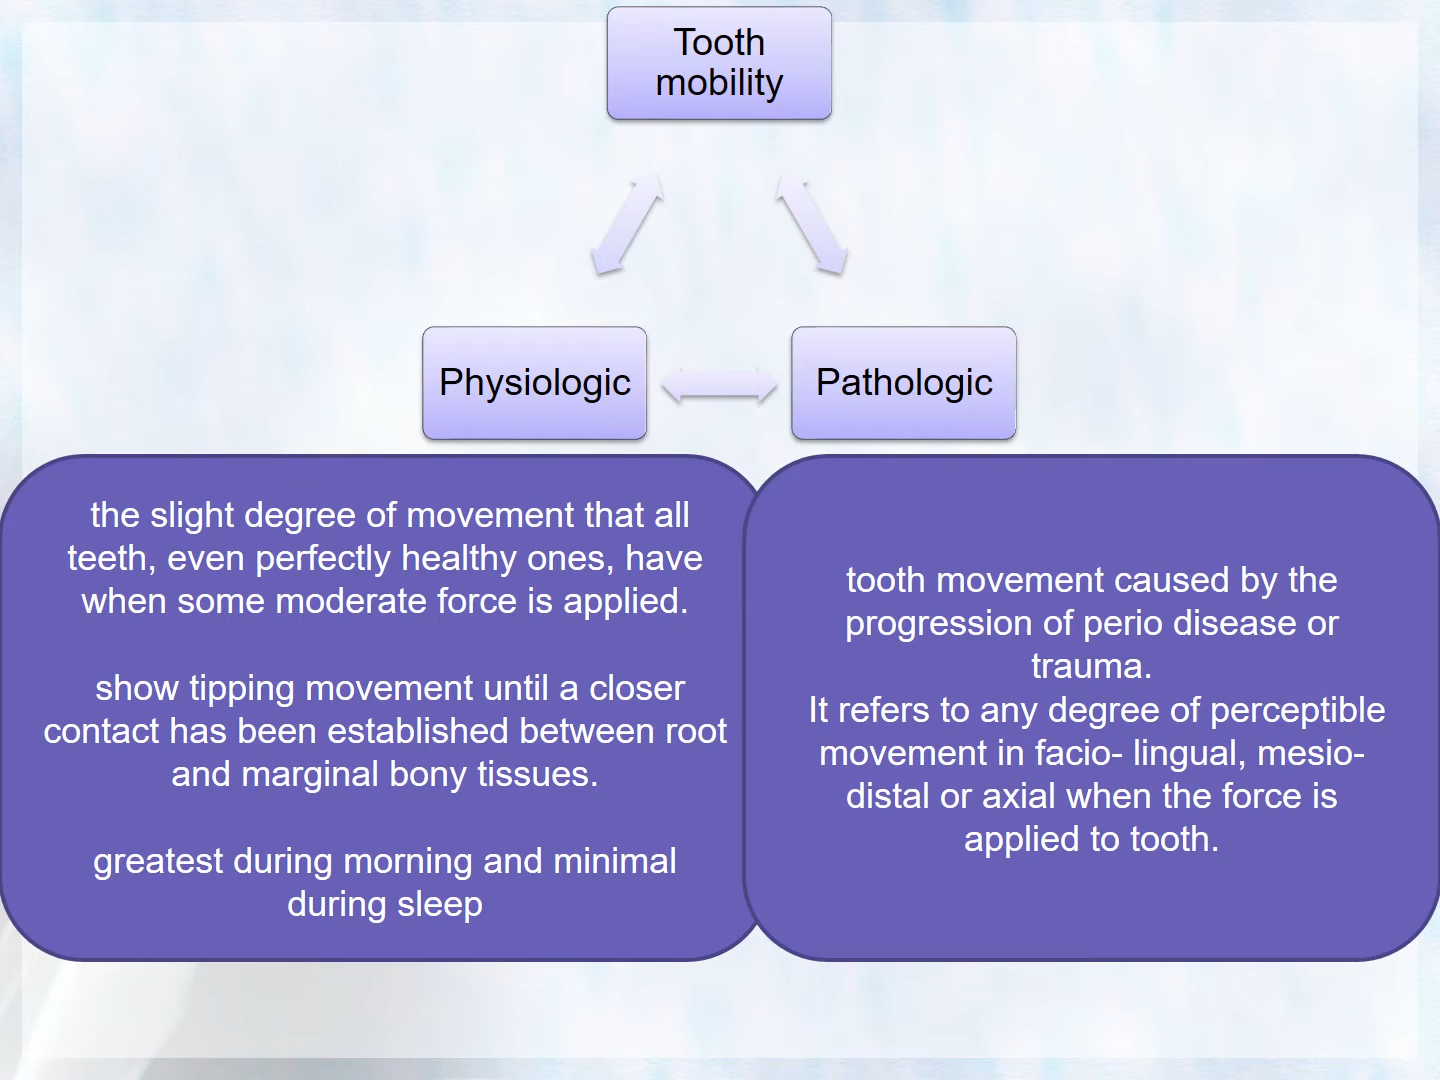 Tooth
mobility
Physiologic
Pathologic
the slight degree of movement that all
teeth, even perfectly healthy ones, have
when some moderate force is applied.
show tipping movement until a closer
contact has been established between root
and marginal bony tissues.
greatest during morning and minimal
during sleep
tooth movement caused by the
progression of perio disease or
trauma.
It refers to any degree of perceptible
movement in facio- lingual, mesio-
distal or axial when the force is
applied to tooth.